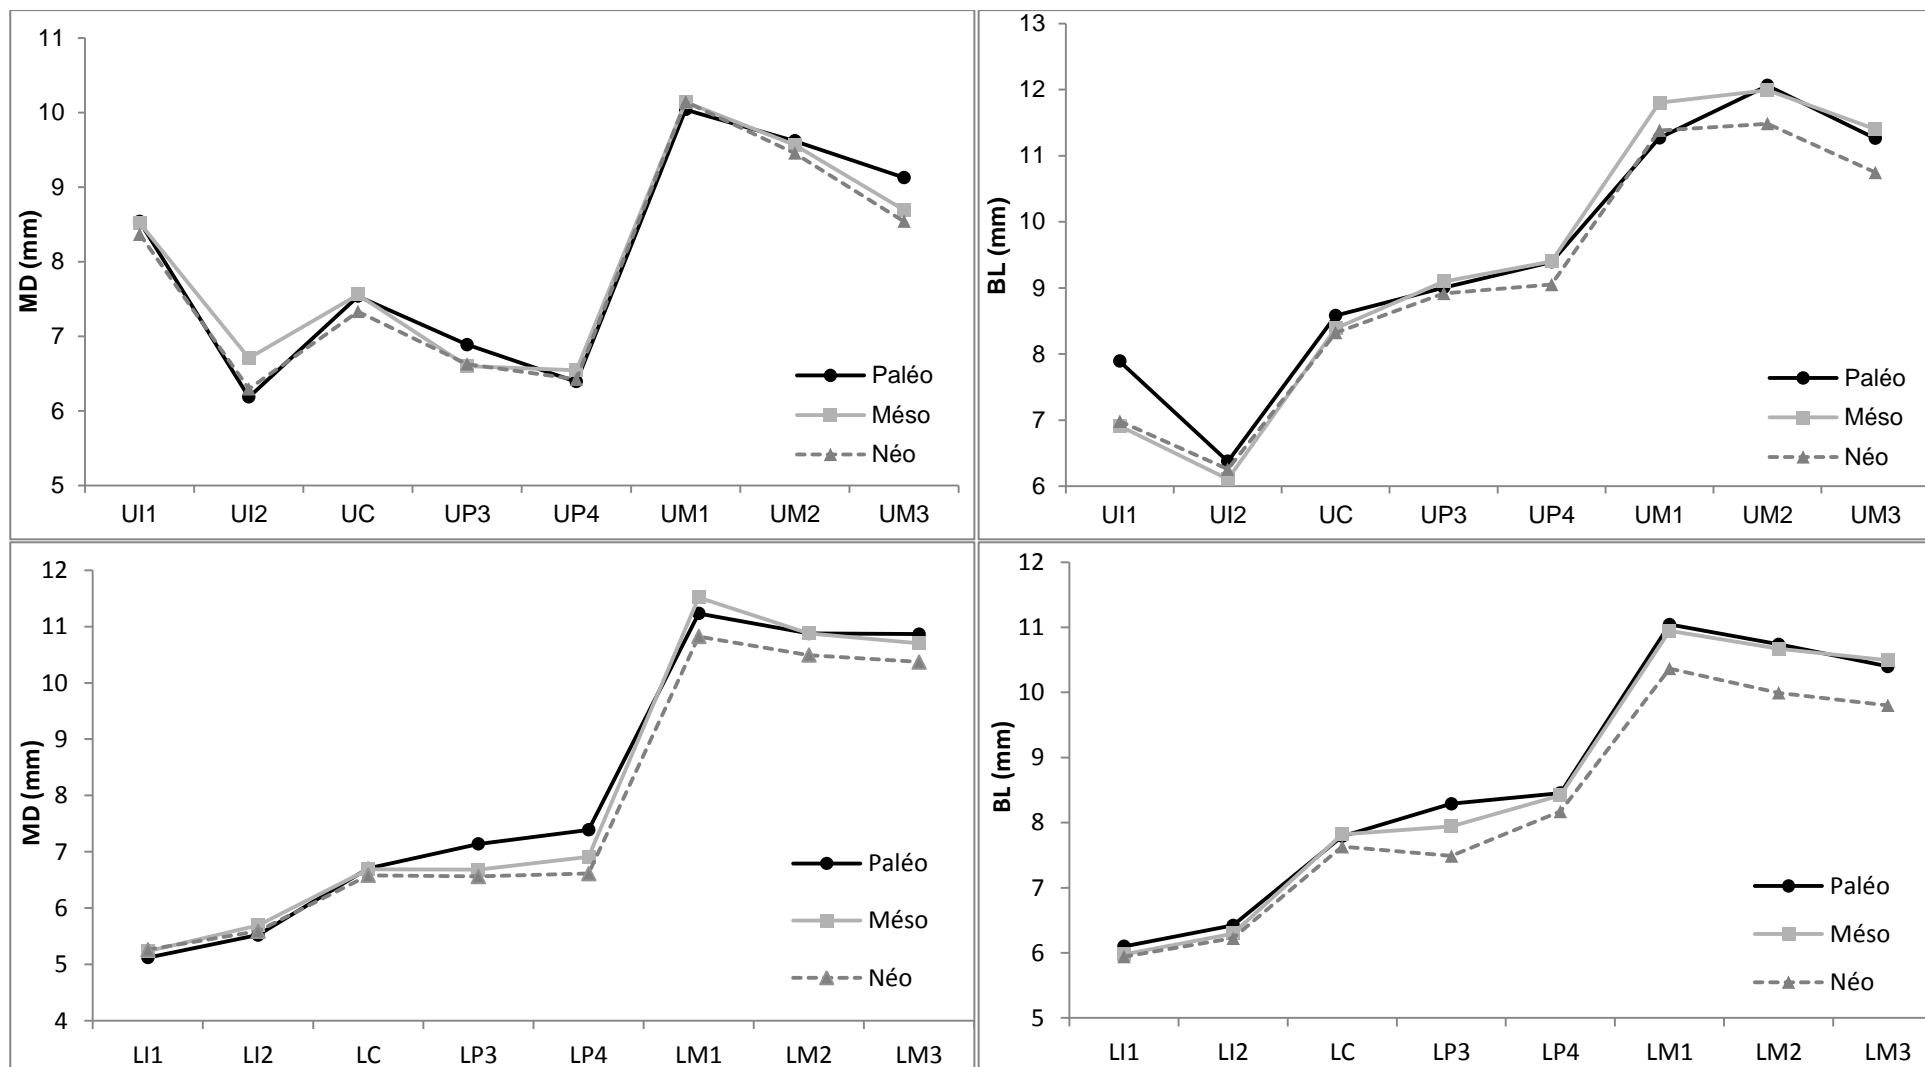 11
10
9
8
7
6
5
MD (mm)
UI1 UI2 UC UP3 UP4 UM1 UM2 UM3
Paléo
Méso
Néo
13
12
11
10
9
8
7
6
BL (mm)
UI1 UI2 UC UP3 UP4 UM1 UM2 UM3
Paléo
Méso
Néo
12
11
10
9
8
7
6
5
4
MD (mm)
LI1 LI2 LC LP3 LP4 LM1 LM2 LM3
Paléo
Méso
Néo
12
11
10
9
8
7
6
5
BL (mm)
LI1 LI2 LC LP3 LP4 LM1 LM2 LM3
Paléo
Méso
Néo